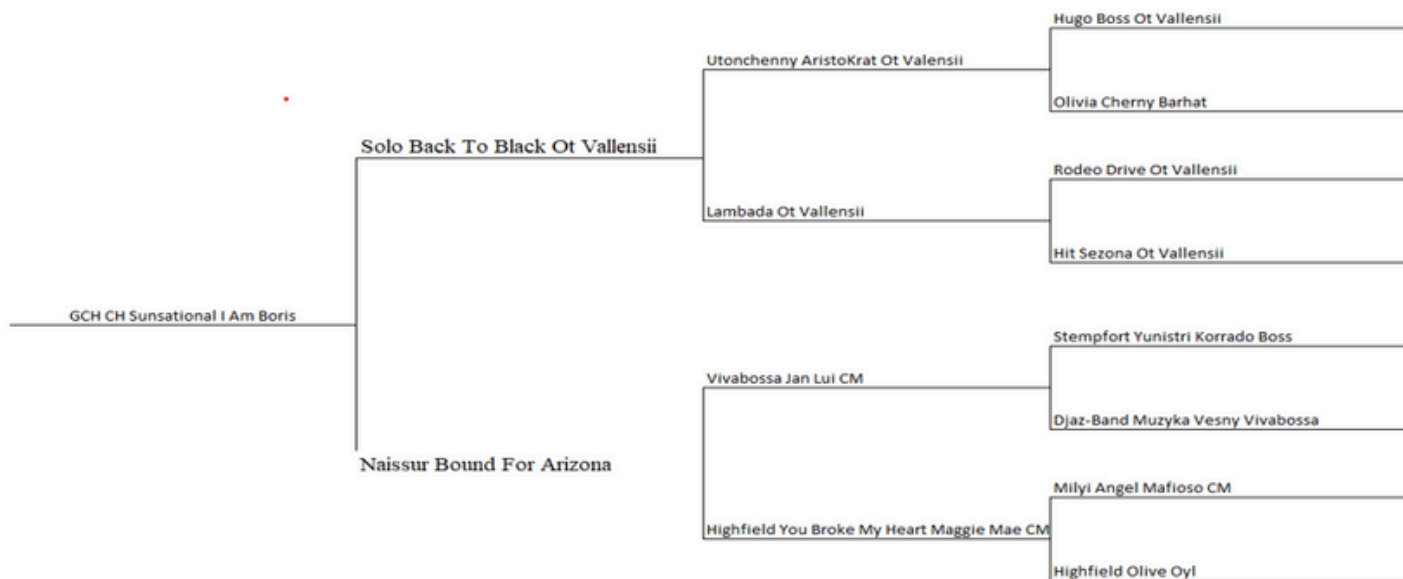 Hugo Boss Ot Vallensii
Utonchenny AristoKrat Ot Valensii
Olivia Cherny Barhat
Solo Back To Black Ot Vallensii
Rodeo Drive Ot Vallensii
Lambada Ot Vallensii
Hit Sezona Ot Vallensii
GCH CH Sunsational I Am Boris
Stempfort Yunistri Korrado Boss
Vivabossa Jan Lui CM
Djaz-Band Muzyka Vesny Vivabossa
Naissur Bound For Arizona
Milyi Angel Mafioso CM
Highfield You Broke My Heart Maggie Mae CM
Highfield Olive Oyl